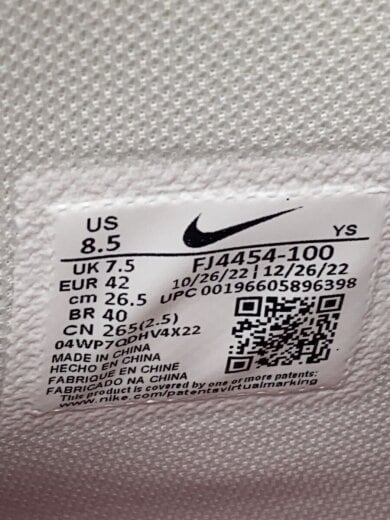 US
8.5
YS
UK 7.5
FJ4454-100
EUR 42
10/26/22 | 12/26/22
cm 26.5
UPC 00196605896398
BR 40
CN 265(2.5)
04WP7QDHV4X22
MADE IN CHINA
HECHO EN CHINA
FABRIQUE EN CHINE
FABRICADO NA CHINA
This product is covered by one or more patents:
www.nike.com/patentsvirtualmarking